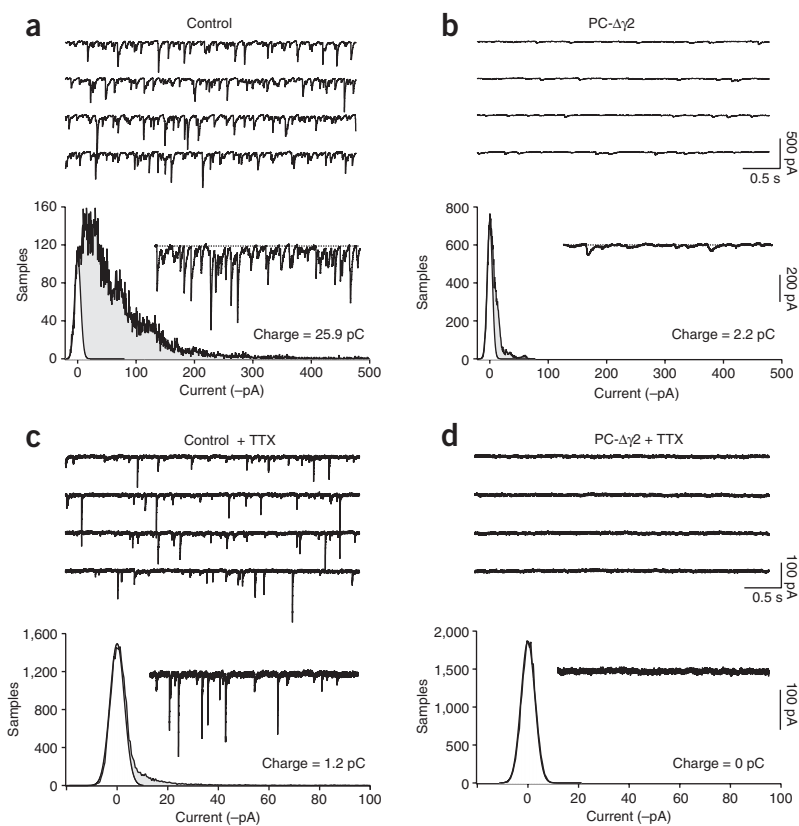 a
Control
500 pA
0.5 s
160
120
80
40
0
Samples
Charge = 25.9 pC
0 100 200 300 400 500
Current (–pA)
b
PC-Δγ2
800
600
400
200
0
Samples
200 pA
Charge = 2.2 pC
0 100 200 300 400 500
Current (–pA)
c
Control + TTX
100 pA
0.5 s
1,600
1,200
800
400
0
Samples
Charge = 1.2 pC
0 20 40 60 80 100
Current (–pA)
d
PC-Δγ2 + TTX
2,000
1,500
1,000
500
0
Samples
100 pA
Charge = 0 pC
0 20 40 60 80 100
Current (–pA)